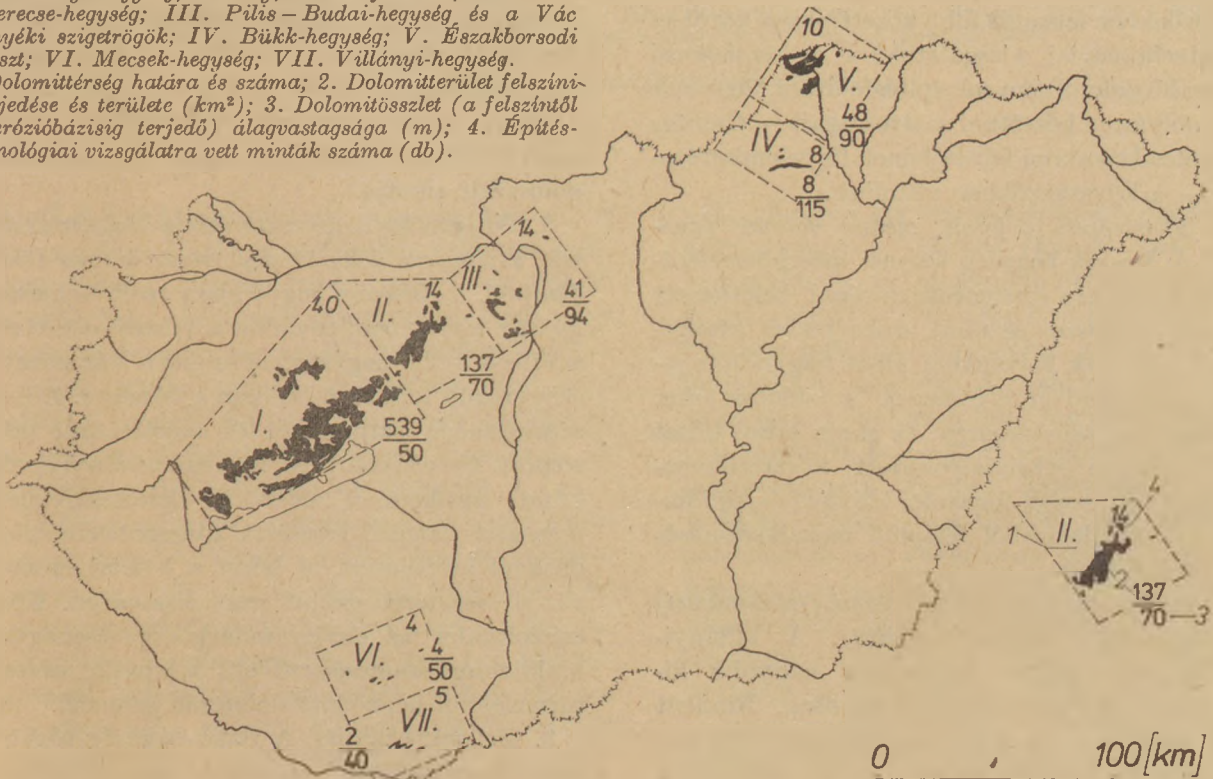 erecse-hegység; III. Pilis – Budai-hegység és a Vác
nyéki szigetrögök; IV. Bükk-hegység; V. Északborsodi
szt; VI. Mecsek-hegység; VII. Villányi-hegység.
Dolomittérség határa és száma; 2. Dolomitterület felszíni-
jedése és területe (km²); 3. Dolomitösszlet (a felszíntől
erózióbázisig terjedő) álagvastagsága (m); 4. Építés-
nológiai vizsgálatra vett minták száma (db).
10
V.
48
90
IV.
8
8
115
14
III.
41
94
40
II.
14
137
70
I.
539
50
4
14
1
II.
2
137
70—3
4
VI.
4
50
5
VII.
2
40
0 100[km]